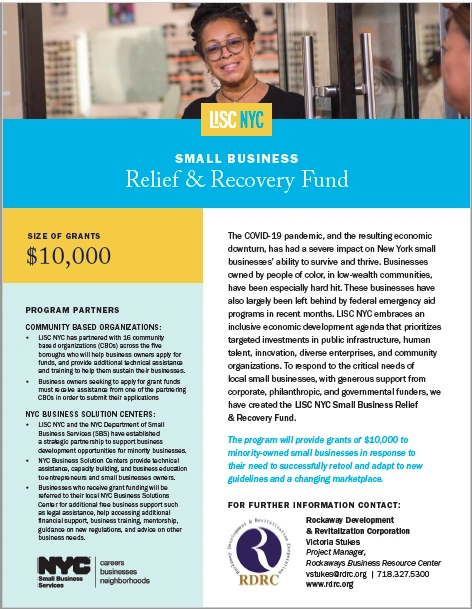 LISC NYC
SMALL BUSINESS
Relief & Recovery Fund
SIZE OF GRANTS
$10,000
PROGRAM PARTNERS
COMMUNITY BASED ORGANIZATIONS:
• LISC NYC has partnered with 16 community
based organizations (CBOs) across the five
boroughs who will help business owners apply for
funds, and provide additional technical assistance
and training to help them sustain their businesses.
• Business owners seeking to apply for grant funds
must receive assistance from one of the partnering
CBOs in order to submit their applications
NYC BUSINESS SOLUTION CENTERS:
• LISC NYC and the NYC Department of Small
Business Services (SBS) have established
a strategic partnership to support business
development opportunities for minority businesses.
• NYC Business Solution Centers provide technical
assistance, capacity building, and business education
to entrepreneurs and small businesses owners.
• Businesses who receive grant funding will be
referred to their local NYC Business Solutions
Center for additional free business support such
as legal assistance, help accessing additional
financial support, business training, mentorship,
guidance on new regulations, and advice on other
business needs.
NYC
Small Business
Services
careers
businesses
neighborhoods
The COVID-19 pandemic, and the resulting economic
downturn, has had a severe impact on New York small
businesses' ability to survive and thrive. Businesses
owned by people of color, in low-wealth communities,
have been especially hard hit. These businesses have
also largely been left behind by federal emergency aid
programs in recent months. LISC NYC embraces an
inclusive economic development agenda that prioritizes
targeted investments in public infrastructure, human
talent, innovation, diverse enterprises, and community
organizations. To respond to the critical needs of
local small businesses, with generous support from
corporate, philanthropic, and governmental funders, we
have created the LISC NYC Small Business Relief
& Recovery Fund.
The program will provide grants of $10,000 to
minority-owned small businesses in response to
their need to successfully retool and adapt to new
guidelines and a changing marketplace.
FOR FURTHER INFORMATION CONTACT:
Rockaway Development & Revitalization Corporation
RDRC
Rockaway Development
& Revitalization Corporation
Victoria Stukes
Project Manager,
Rockaways Business Resource Center
vstukes@rdrc.org | 718.327.5300
www.rdrc.org